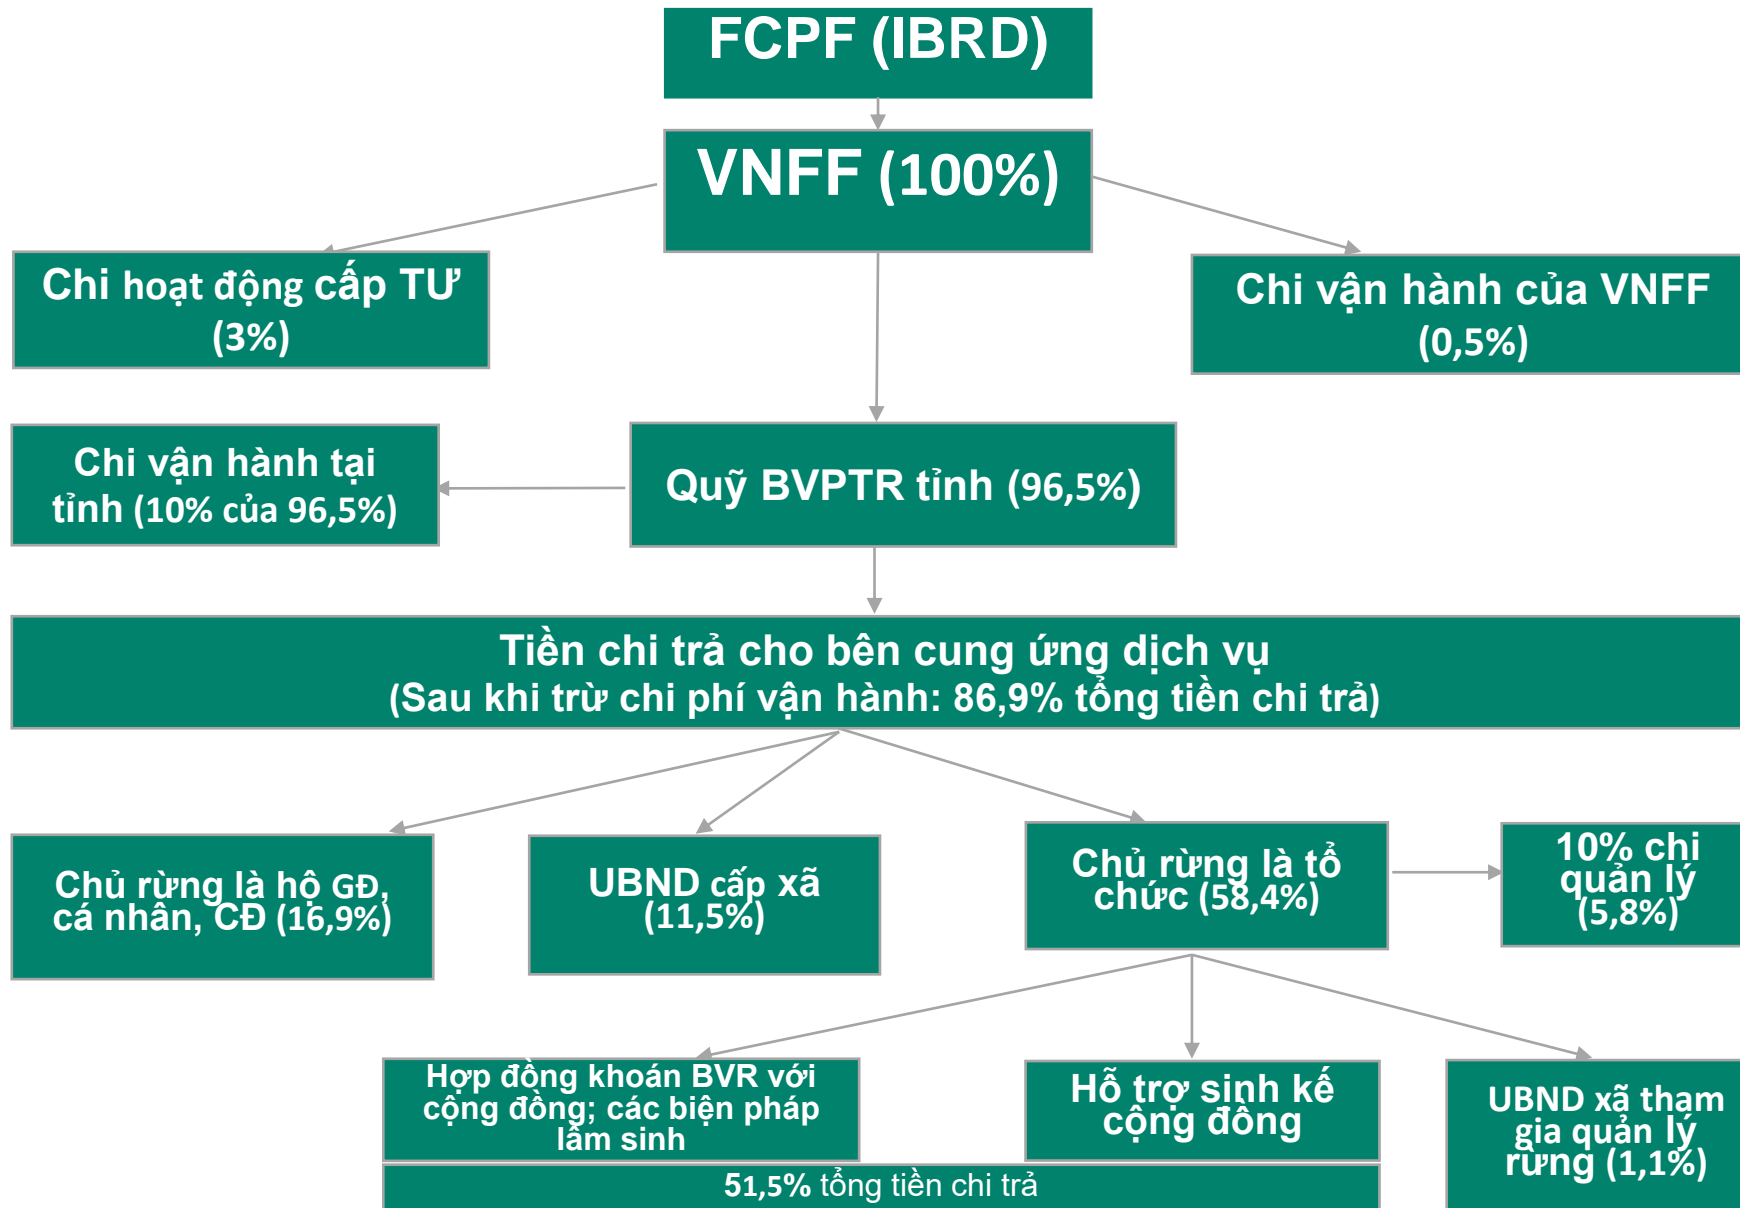 FCPF (IBRD)
VNFF (100%)
Chi hoạt động cấp TƯ
(3%)
Chi vận hành của VNFF
(0,5%)
Chi vận hành tại
tỉnh (10% của 96,5%)
Quỹ BVPTR tỉnh (96,5%)
Tiền chi trả cho bên cung ứng dịch vụ
(Sau khi trừ chi phí vận hành: 86,9% tổng tiền chi trả)
Chủ rừng là hộ GĐ,
cá nhân, CĐ (16,9%)
UBND cấp xã
(11,5%)
Chủ rừng là tổ
chức (58,4%)
10% chi
quản lý
(5,8%)
Hợp đồng khoán BVR với
cộng đồng; các biện pháp
lâm sinh
Hỗ trợ sinh kế
cộng đồng
UBND xã tham
gia quản lý
rừng (1,1%)
51,5% tổng tiền chi trả